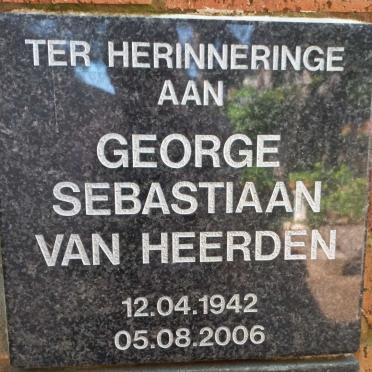 TER HERINNERINGE
AAN
GEORGE
SEBASTIAAN
VAN HEERDEN
12.04.1942
05.08.2006